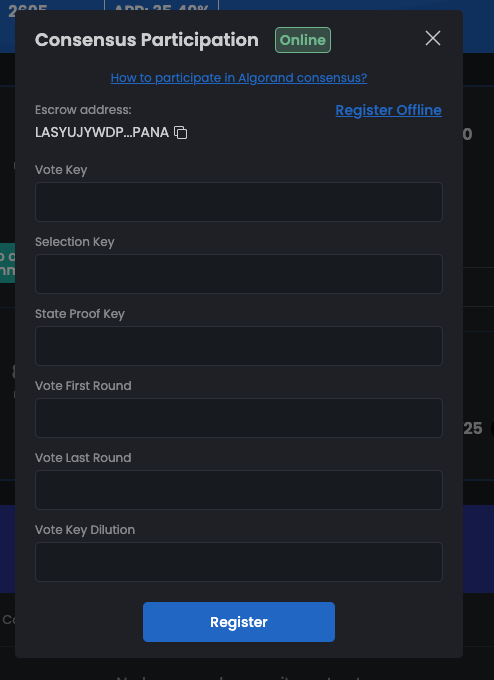 Consensus Participation Online
How to participate in Algorand consensus?
Escrow address:
Register Offline
LASYUJYWDP...PANA
Vote Key
Selection Key
State Proof Key
Vote First Round
Vote Last Round
Vote Key Dilution
25
Register